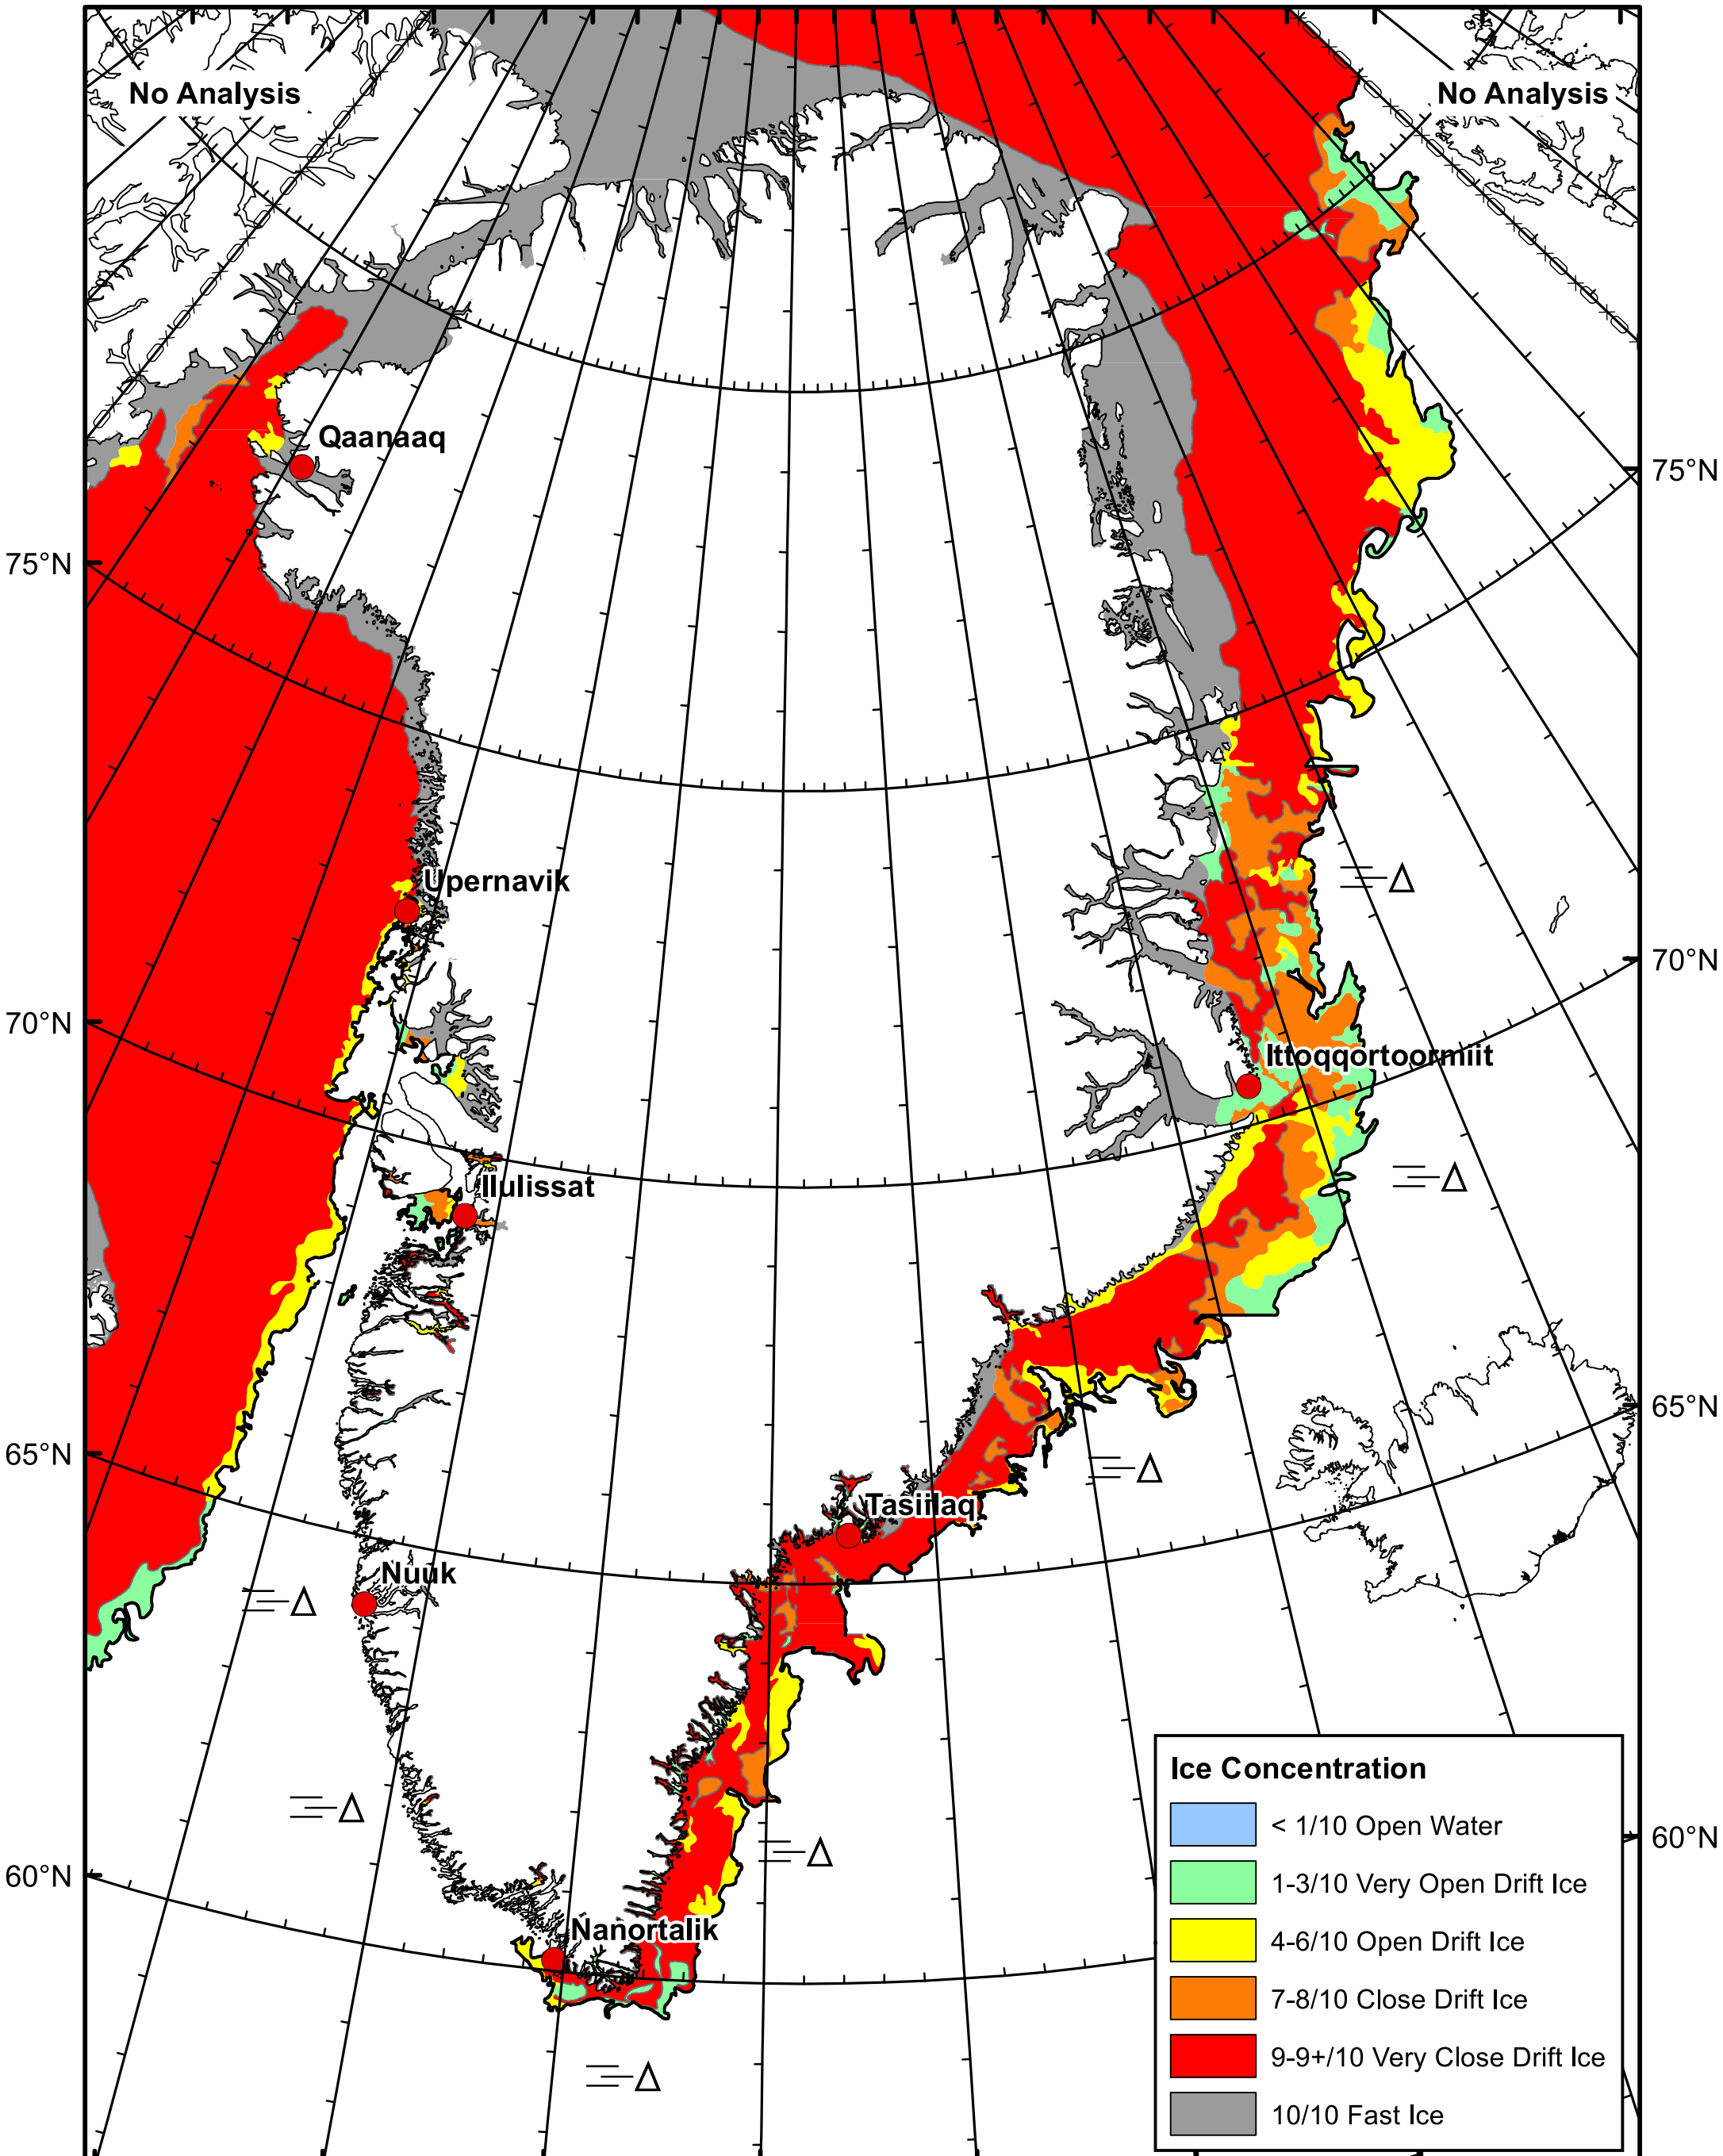 No Analysis
No Analysis
Qaanaaq
75°N
75°N
Upernavik
70°N
70°N
Ittoqqortoormiit
Ilulissat
65°N
65°N
Tasiilaq
Nuuk
Ice Concentration
< 1/10 Open Water
60°N
60°N
1-3/10 Very Open Drift Ice
Nanortalik
4-6/10 Open Drift Ice
7-8/10 Close Drift Ice
9-9+/10 Very Close Drift Ice
10/10 Fast Ice